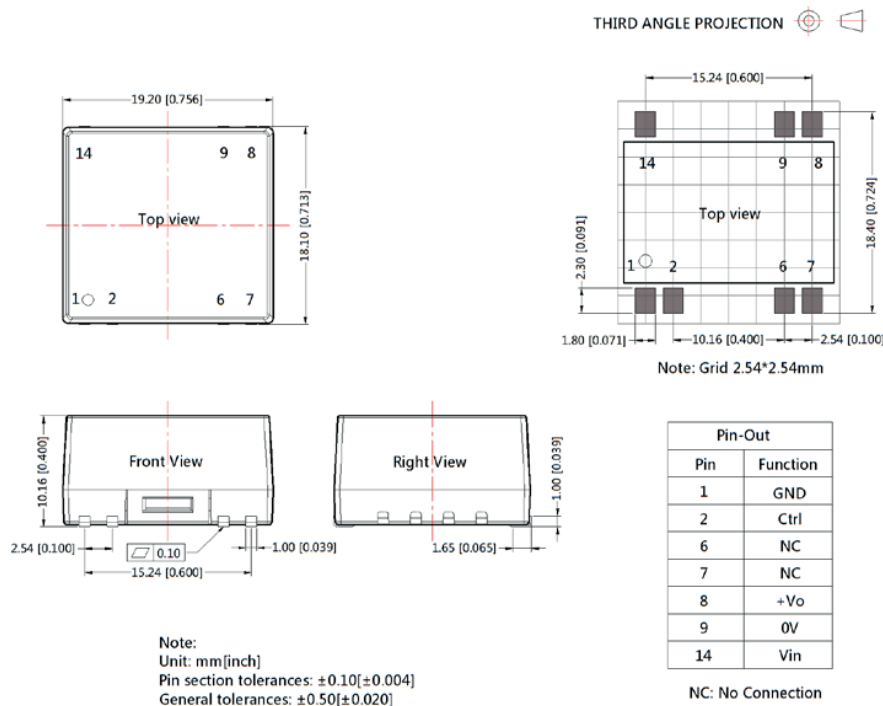 THIRD ANGLE PROJECTION
19.20 [0.756]
14 9 8
Top view
18.10 [0.713]
1 2 6 7
15.24 [0.600]
14 9 8
Top view
18.40 [0.724]
2.30 [0.091]
1 2 6 7
1.80 [0.071]
10.16 [0.400]
2.54 [0.100]
Note: Grid 2.54*2.54mm
10.16 [0.400]
Front View
2.54 [0.100]
0.10
1.00 [0.039]
15.24 [0.600]
Right View
1.00 [0.039]
1.65 [0.065]
Pin-Out
Pin Function
1 GND
2 Ctrl
6 NC
7 NC
8 +Vo
9 0V
14 Vin
NC: No Connection
Note:
Unit: mm[inch]
Pin section tolerances: ±0.10[±0.004]
General tolerances: ±0.50[±0.020]